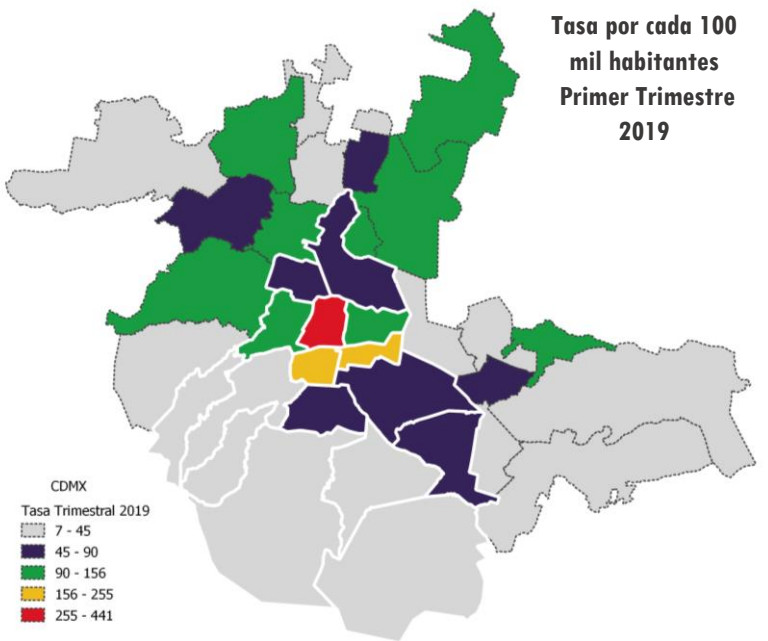 Tasa por cada 100
mil habitantes
Primer Trimestre
2019
CDMX
Tasa Trimestral 2019
7 - 45
45 - 90
90 - 156
156 - 255
255 - 441